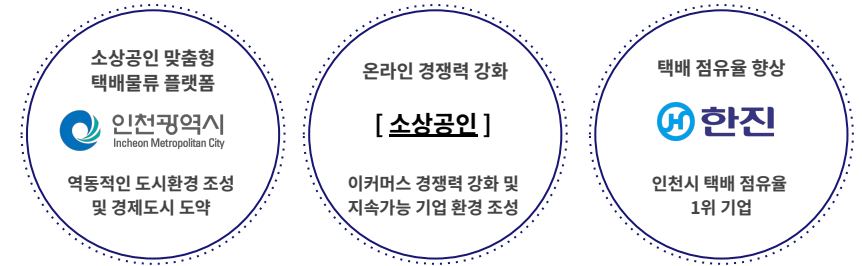 소상공인 맞춤형
택배물류 플랫폼
인천광역시
Incheon Metropolitan City
역동적인 도시환경 조성
및 경제도시 도약
온라인 경쟁력 강화
[ 소상공인 ]
이커머스 경쟁력 강화 및
지속가능 기업 환경 조성
택배 점유율 향상
H 한진
인천시 택배 점유율
1위 기업